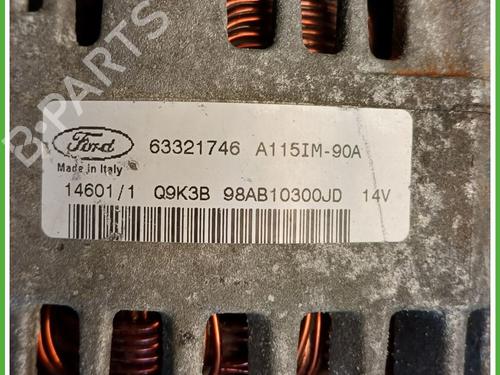 B-PARTS
Ford
63321746 A115IM-90A
Made in Italy
14601/1 Q9K3B 98AB10300JD 14V